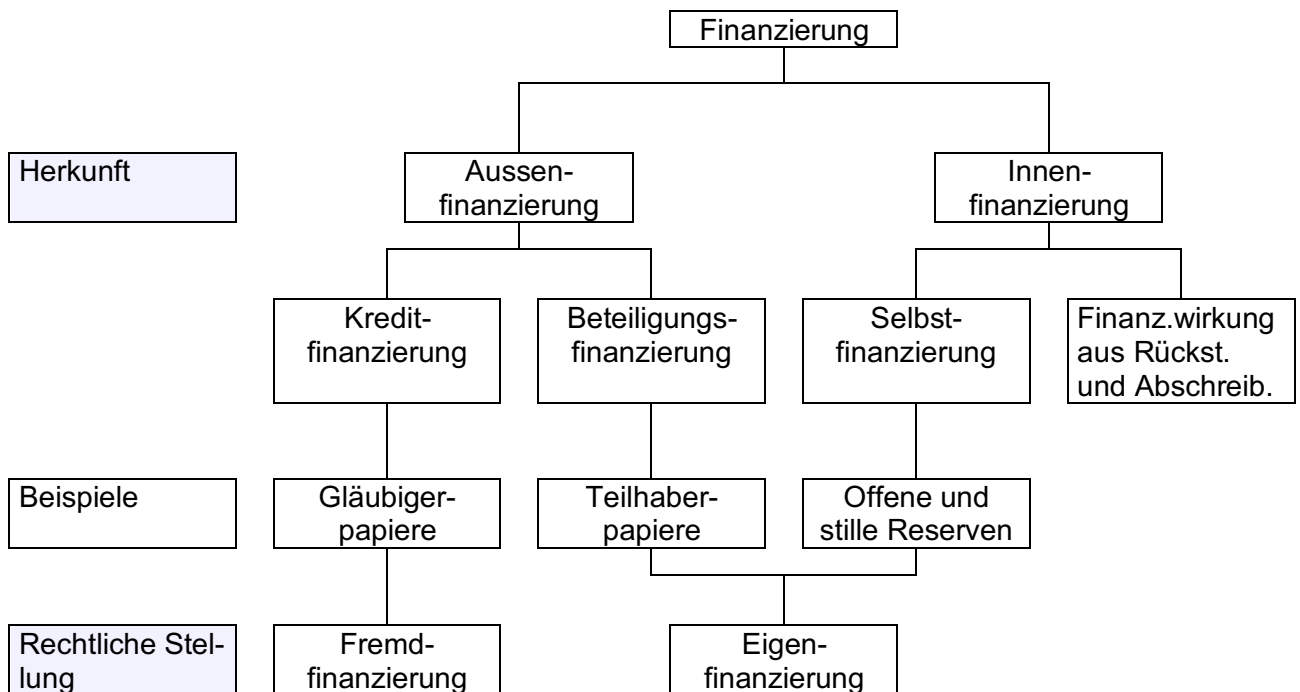 Finanzierung
Herkunft
Aussen-
finanzierung
Innen-
finanzierung
Kredit-
finanzierung
Beteiligungs-
finanzierung
Selbst-
finanzierung
Finanz.wirkung
aus Rückst.
und Abschreib.
Beispiele
Gläubiger-
papiere
Teilhaber-
papiere
Offene und
stille Reserven
Rechtliche Stel-
lung
Fremd-
finanzierung
Eigen-
finanzierung